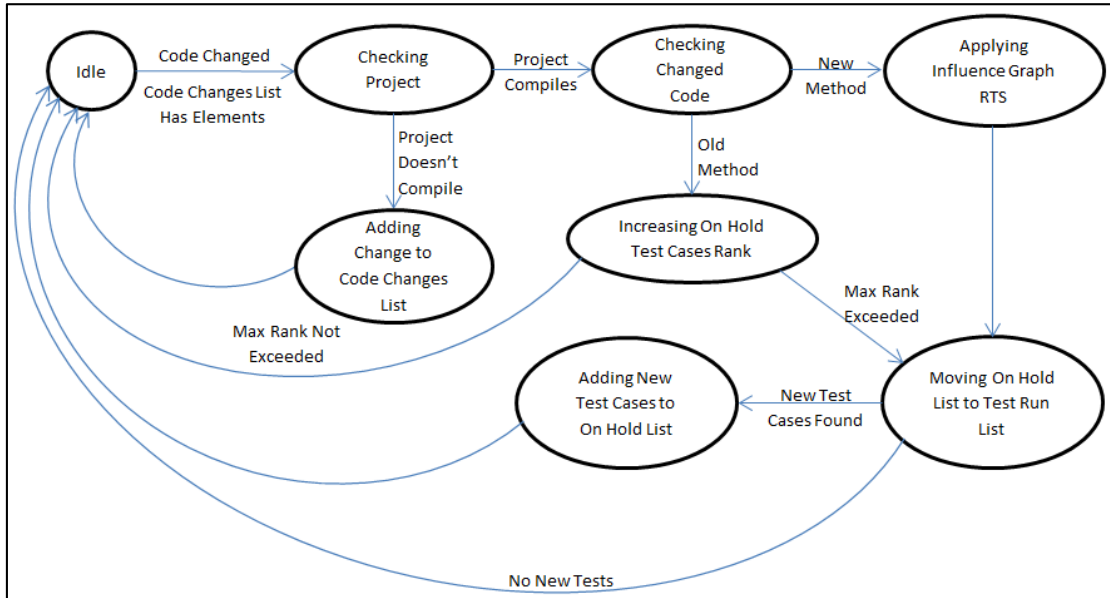 Idle
Code Changed
Code Changes List
Has Elements
Checking
Project
Project
Compiles
Checking
Changed
Code
New
Method
Applying
Influence Graph
RTS
Project
Doesn't
Compile
Old
Method
Adding
Change to
Code Changes
List
Increasing On Hold
Test Cases Rank
Max Rank Not
Exceeded
Max Rank
Exceeded
Adding New
Test Cases to
On Hold List
New Test
Cases Found
Moving On Hold
List to Test Run
List
No New Tests